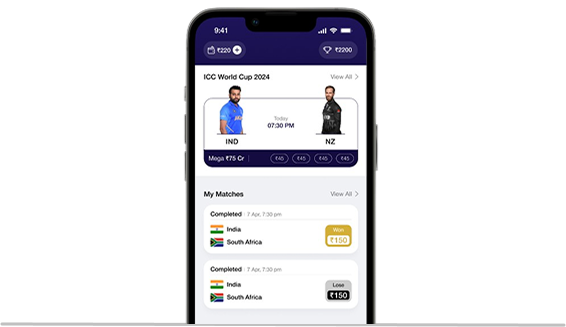 9:41
₹220
₹2200
ICC World Cup 2024
View All
Today
07:30 PM
IND
NZ
Mega ₹75 Cr
₹45 ₹45 ₹45 ₹45
My Matches
View All
Completed 7 Apr, 7:30 pm
India
South Africa
Won
₹150
Completed 7 Apr, 7:30 pm
India
South Africa
Lose
₹150